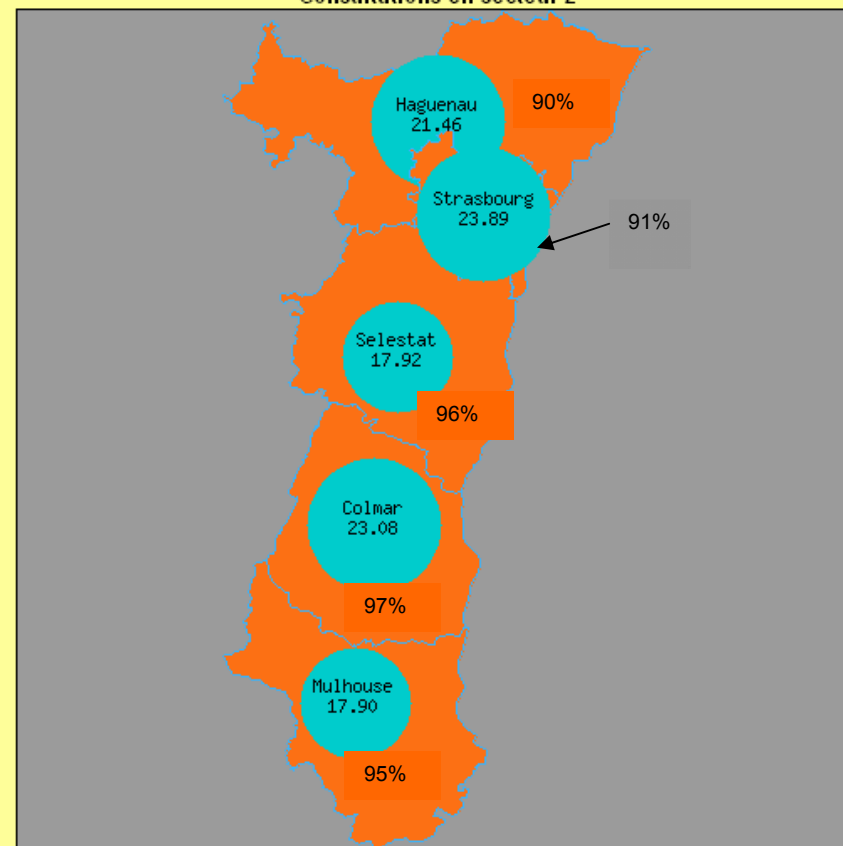 Haguenau
21.46
90%
Strasbourg
23.89
91%
Selestat
17.92
96%
Colmar
23.08
97%
Mulhouse
17.90
95%